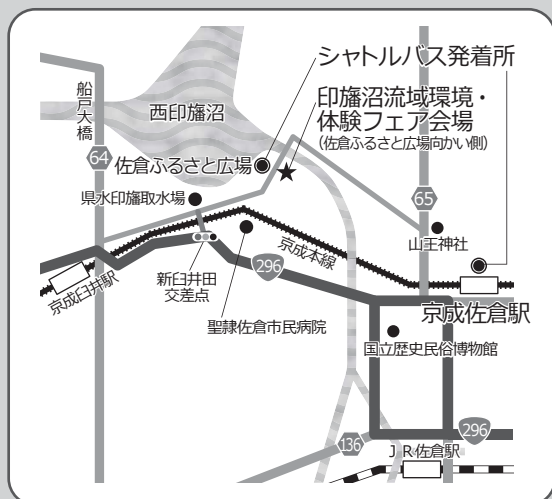 シャトルバス発着所
印旛沼流域環境・
体験フェア会場
（佐倉ふるさと広場向かい側）
船戸大橋
西印旛沼
64
佐倉ふるさと広場
65
県水印旛取水場
山王神社
京成本線
新臼井田
交差点
296
京成臼井駅
京成佐倉駅
聖隷佐倉市民病院
国立歴史民俗博物館
296
136
ＪＲ佐倉駅